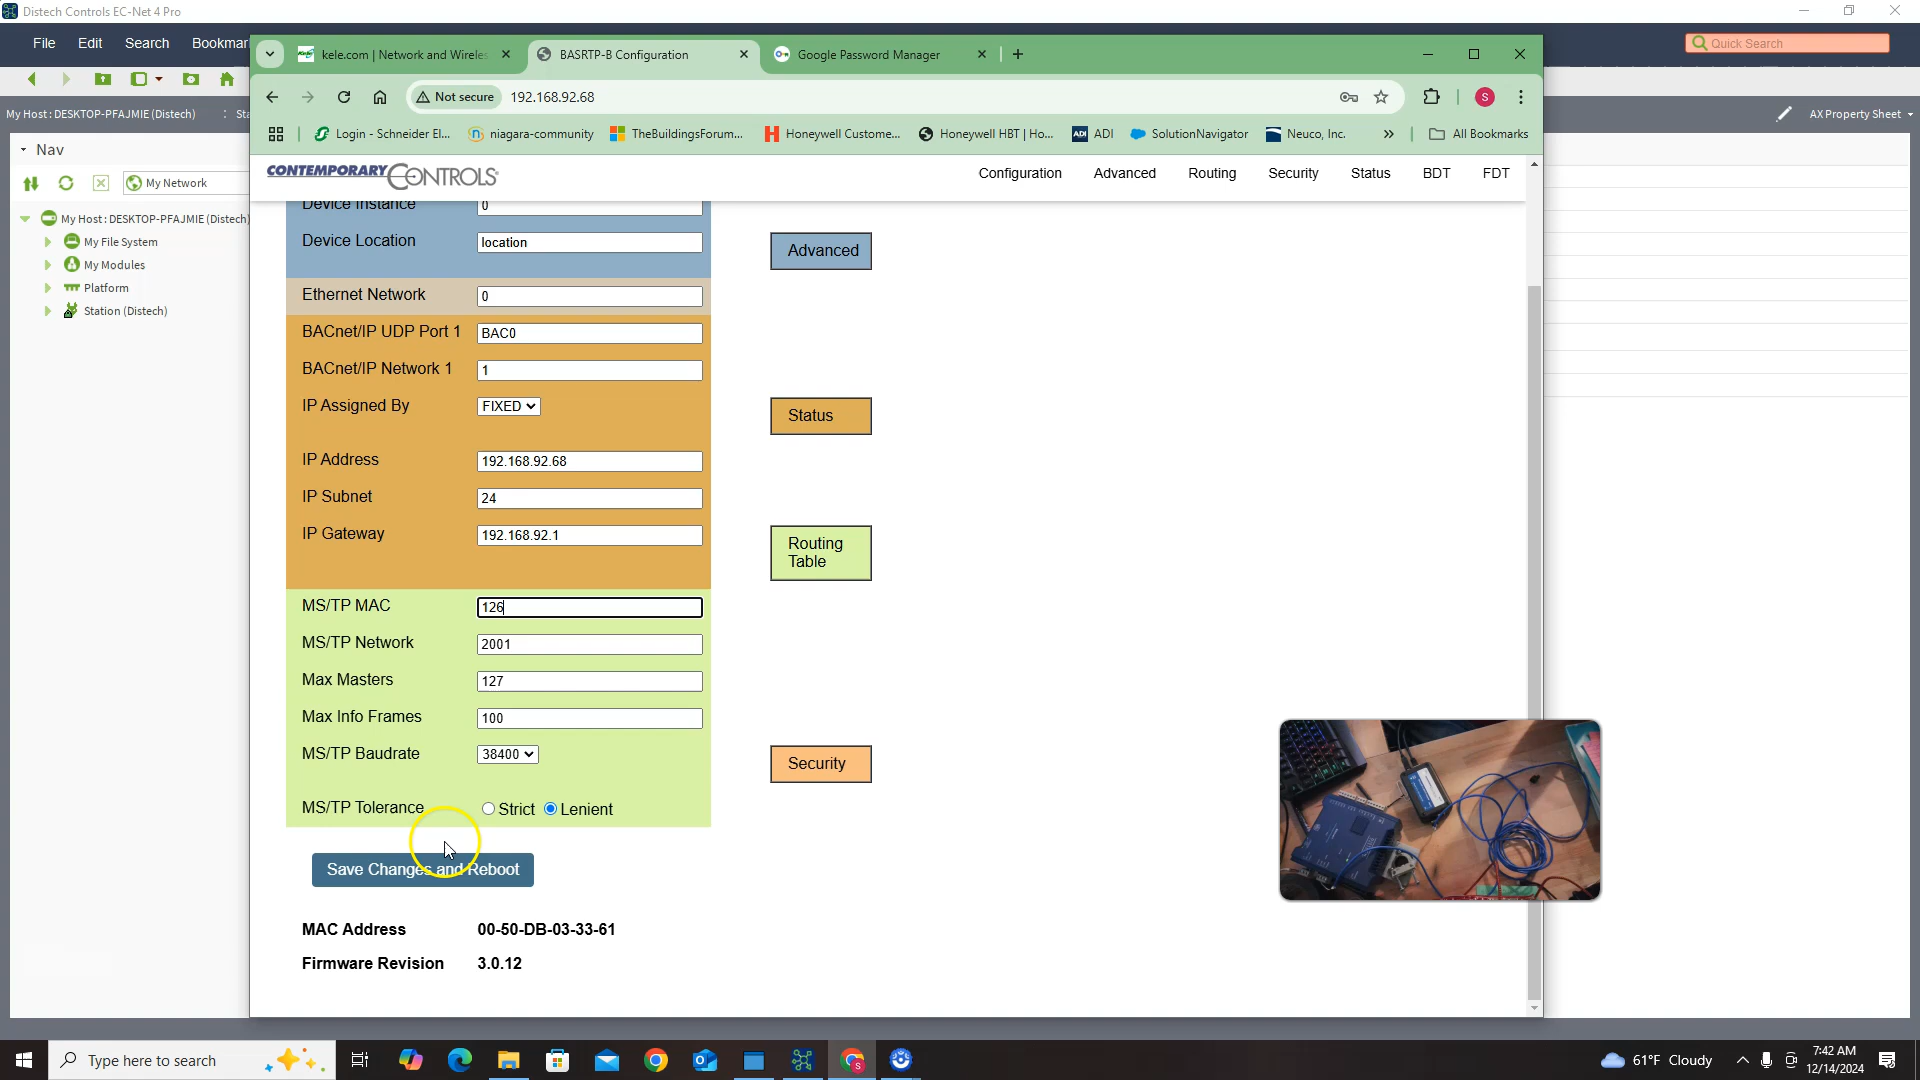 Distech Controls EC-Net 4 Pro
File Edit Search Bookmar
Quick Search
kele.com | Network and Wireles
BASRTP-B Configuration
Google Password Manager
Not secure 192.168.92.68
S
My Host : DESKTOP-PFAJMIE (Distech) : Sta
AX Property Sheet
Login - Schneider El...
niagara-community
TheBuildingsForum...
Honeywell Custome...
Honeywell HBT | Ho...
ADI
SolutionNavigator
Neuco, Inc.
All Bookmarks
Nav
My Network
My Host : DESKTOP-PFAJMIE (Distech)
My File System
My Modules
Platform
Station (Distech)
CONTEMPORARY CONTROLS
Configuration Advanced Routing Security Status BDT FDT
Device Instance 0
Device Location location
Advanced
Ethernet Network 0
BACnet/IP UDP Port 1 BAC0
BACnet/IP Network 1 1
IP Assigned By FIXED
Status
IP Address 192.168.92.68
IP Subnet 24
IP Gateway 192.168.92.1
Routing
Table
MS/TP MAC 126
MS/TP Network 2001
Max Masters 127
Max Info Frames 100
MS/TP Baudrate 38400
Security
MS/TP Tolerance Strict Lenient
Save Changes and Reboot
MAC Address 00-50-DB-03-33-61
Firmware Revision 3.0.12
Type here to search
S
61°F Cloudy
7:42 AM
12/14/2024